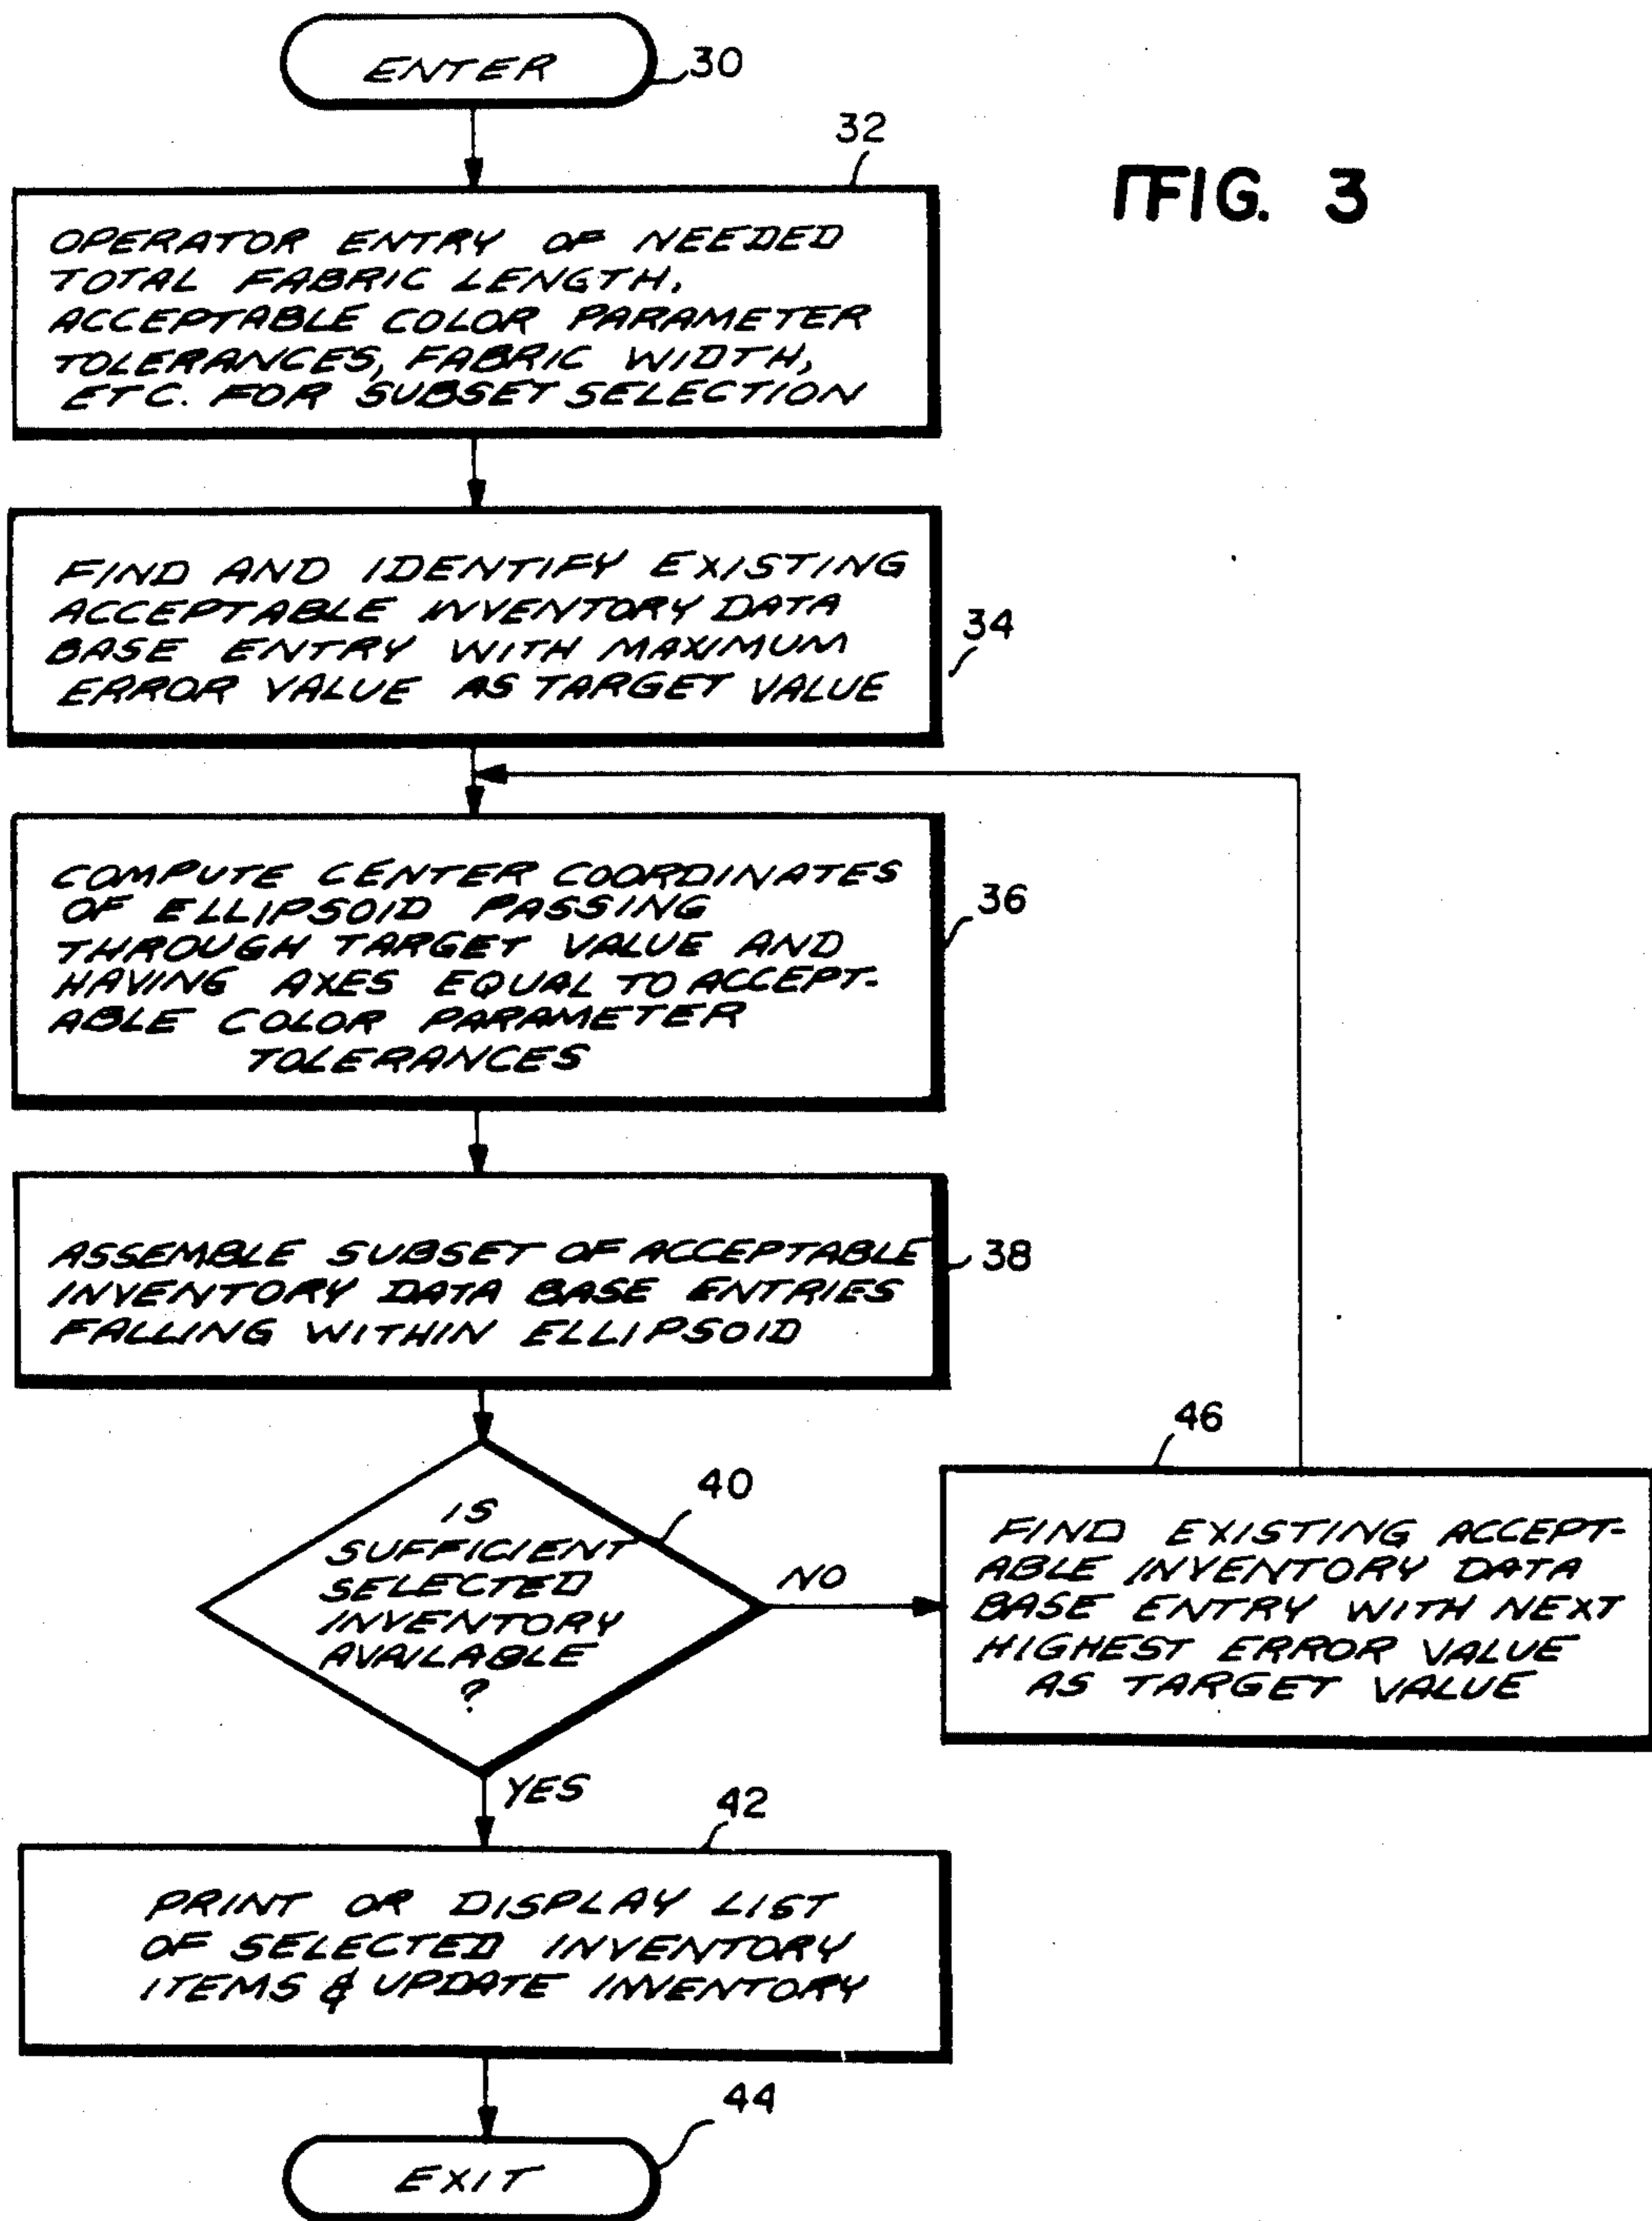 ENTER
30
32
FIG. 3
OPERATOR ENTRY OF NEEDED
TOTAL FABRIC LENGTH,
ACCEPTABLE COLOR PARAMETER
TOLERANCES, FABRIC WIDTH,
ETC. FOR SUBSET SELECTION
FIND AND IDENTIFY EXISTING
ACCEPTABLE INVENTORY DATA
BASE ENTRY WITH MAXIMUM
ERROR VALUE AS TARGET VALUE
34
COMPUTE CENTER COORDINATES
OF ELLIPSOID PASSING
THROUGH TARGET VALUE AND
HAVING AXES EQUAL TO ACCEPT-
ABLE COLOR PARAMETER
TOLERANCES
36
ASSEMBLE SUBSET OF ACCEPTABLE
INVENTORY DATA BASE ENTRIES
FALLING WITHIN ELLIPSOID
38
IS
SUFFICIENT
SELECTED
INVENTORY
AVAILABLE
?
40
NO
46
FIND EXISTING ACCEPT-
ABLE INVENTORY DATA
BASE ENTRY WITH NEXT
HIGHEST ERROR VALUE
AS TARGET VALUE
YES
42
PRINT OR DISPLAY LIST
OF SELECTED INVENTORY
ITEMS & UPDATE INVENTORY
44
EXIT